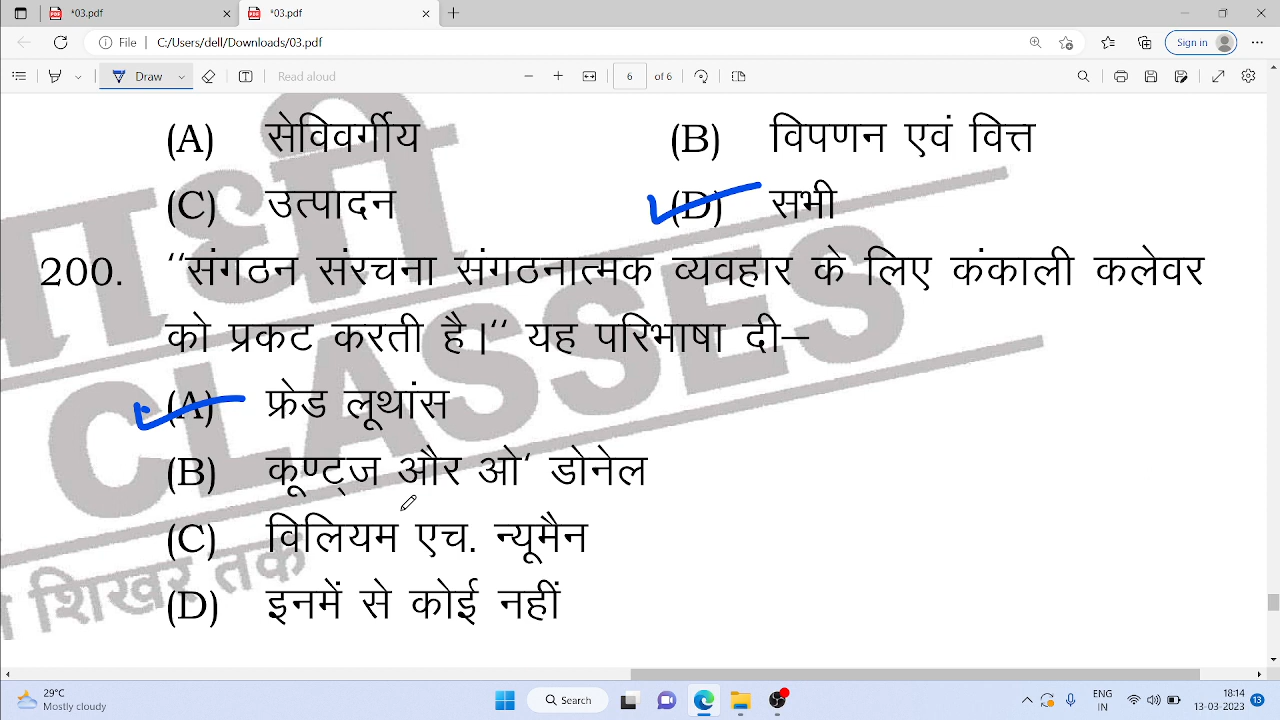 *03.pdf
*03.pdf
File C:/Users/dell/Downloads/03.pdf
Sign in
Draw
Read aloud
6 of 6
(A) सेविवर्गीय (B) विपणन एवं वित्त
(C) उत्पादन (D) सभी
200. ‘‘संगठन संरचना संगठनात्मक व्यवहार के लिए कंकाली कलेवर
को प्रकट करती है।‘‘ यह परिभाषा दी–
(A) फ्रेड लूथांस
(B) कूण्ट्ज और ओ‘ डोनेल
(C) विलियम एच. न्यूमैन
(D) इनमें से कोई नहीं
CLASSES
शिखर तक
29°C
Mostly cloudy
Search
ENG
IN
18:14
13-03-2023
13